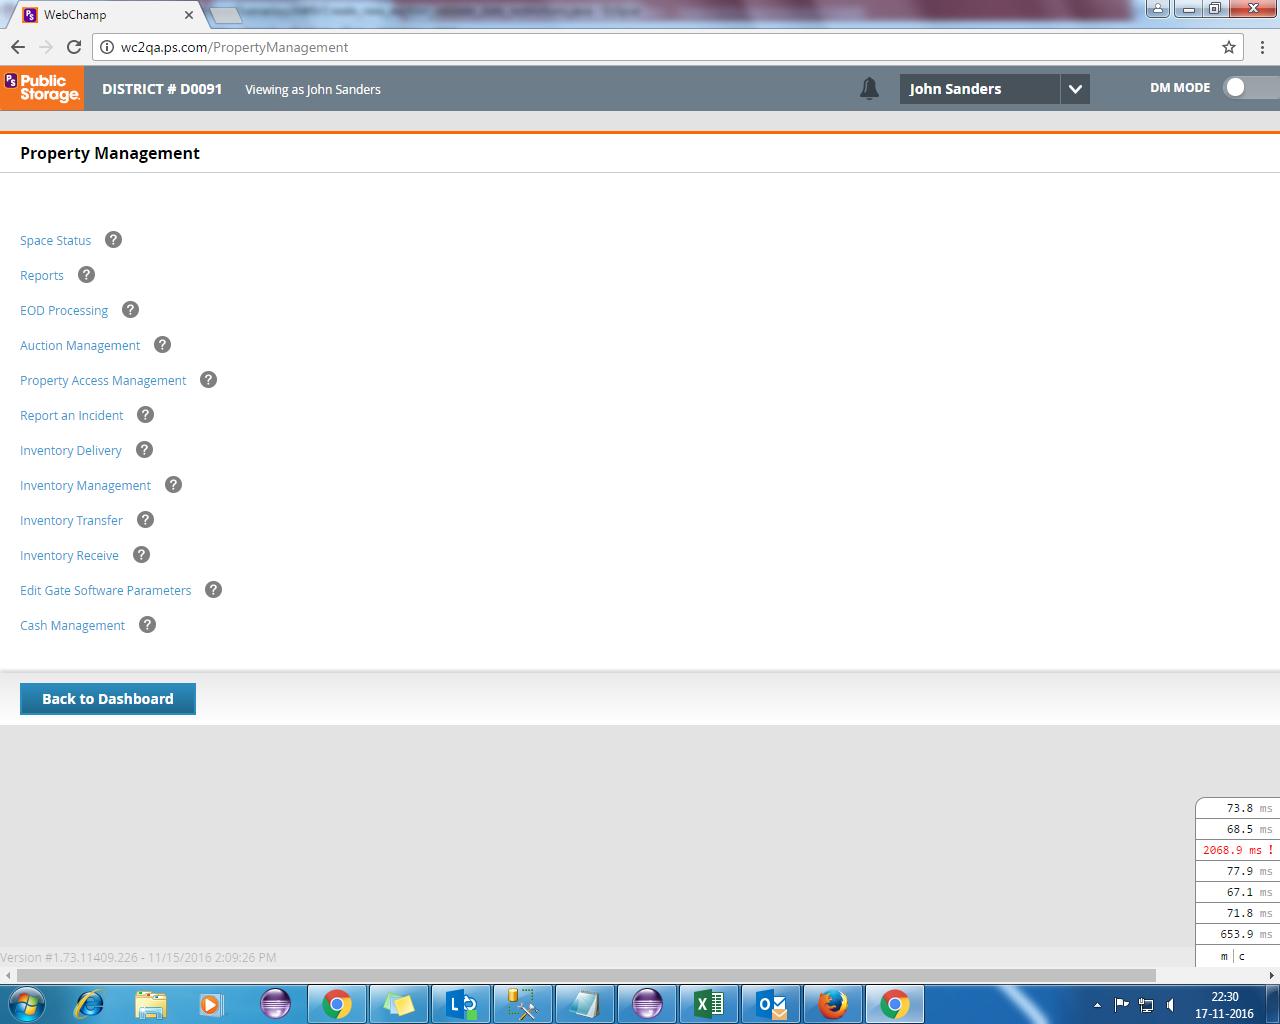 WebChamp
wc2qa.ps.com/PropertyManagement
PS Public Storage.
DISTRICT # D0091
Viewing as John Sanders
John Sanders
DM MODE
Property Management
Space Status ?
Reports ?
EOD Processing ?
Auction Management ?
Property Access Management ?
Report an Incident ?
Inventory Delivery ?
Inventory Management ?
Inventory Transfer ?
Inventory Receive ?
Edit Gate Software Parameters ?
Cash Management ?
Back to Dashboard
73.8 ms
68.5 ms
2068.9 ms !
77.9 ms
67.1 ms
71.8 ms
653.9 ms
m | c
Version #1.73.11409.226 - 11/15/2016 2:09:26 PM
22:30
17-11-2016